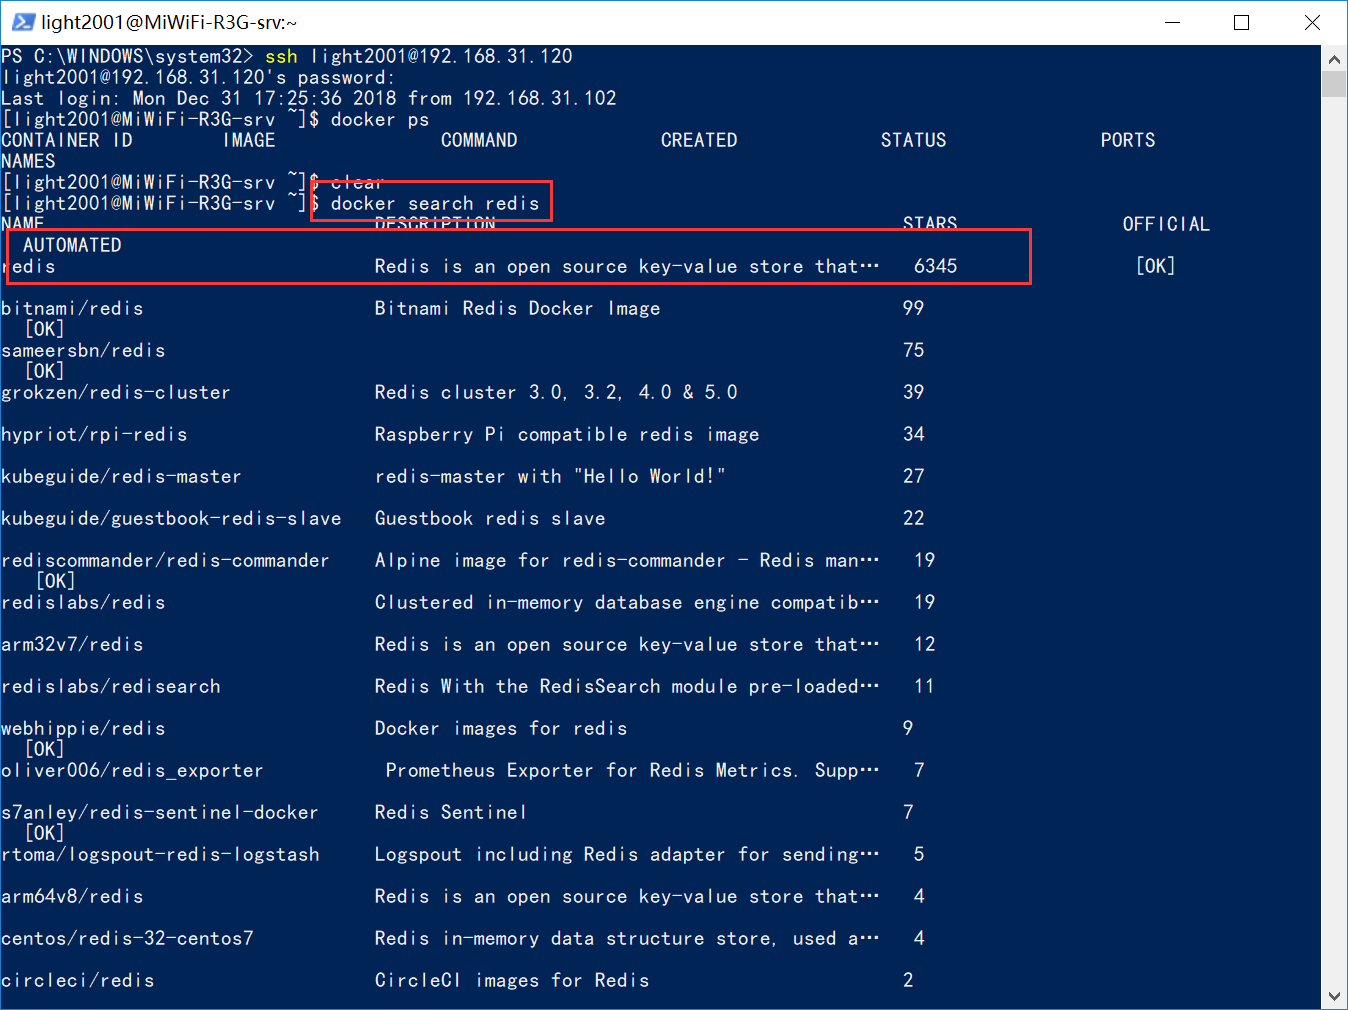 light2001@MiWiFi-R3G-srv:~
PS C:\WINDOWS\system32> ssh light2001@192.168.31.120
light2001@192.168.31.120's password:
Last login: Mon Dec 31 17:25:36 2018 from 192.168.31.102
[light2001@MiWiFi-R3G-srv ~]$ docker ps
CONTAINER ID IMAGE COMMAND CREATED STATUS PORTS
NAMES
[light2001@MiWiFi-R3G-srv ~]$ clear
[light2001@MiWiFi-R3G-srv ~]$ docker search redis
NAME DESCRIPTION STARS OFFICIAL
AUTOMATED
redis Redis is an open source key-value store that… 6345 [OK]
bitnami/redis Bitnami Redis Docker Image 99
[OK]
sameersbn/redis 75
[OK]
grokzen/redis-cluster Redis cluster 3.0, 3.2, 4.0 & 5.0 39
hypriot/rpi-redis Raspberry Pi compatible redis image 34
kubeguide/redis-master redis-master with "Hello World!" 27
kubeguide/guestbook-redis-slave Guestbook redis slave 22
rediscommander/redis-commander Alpine image for redis-commander - Redis man… 19
[OK]
redislabs/redis Clustered in-memory database engine compatib… 19
arm32v7/redis Redis is an open source key-value store that… 12
redislabs/redisearch Redis With the RedisSearch module pre-loaded… 11
webhippie/redis Docker images for redis 9
[OK]
oliver006/redis_exporter Prometheus Exporter for Redis Metrics. Supp… 7
s7anley/redis-sentinel-docker Redis Sentinel 7
[OK]
rtoma/logspout-redis-logstash Logspout including Redis adapter for sending… 5
arm64v8/redis Redis is an open source key-value store that… 4
centos/redis-32-centos7 Redis in-memory data structure store, used a… 4
circleci/redis CircleCI images for Redis 2